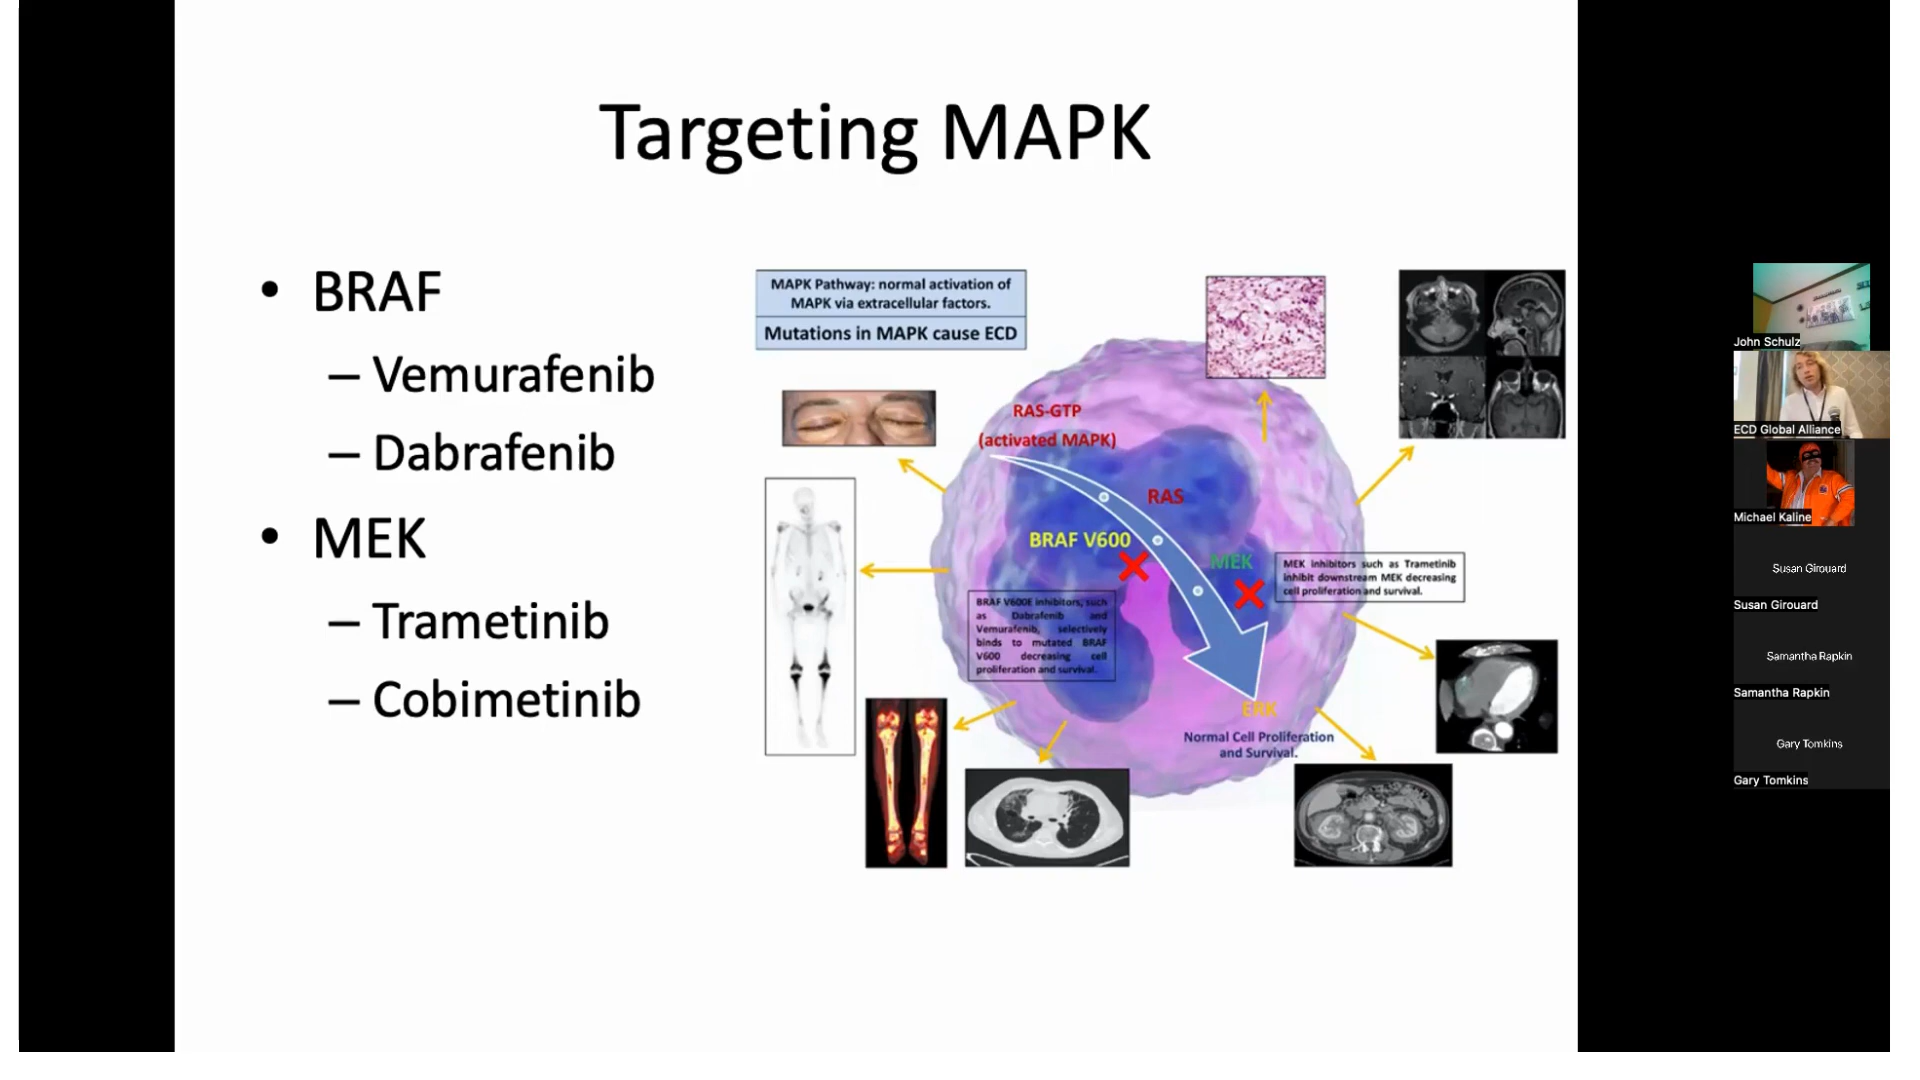 Targeting MAPK
• BRAF
– Vemurafenib
– Dabrafenib
• MEK
– Trametinib
– Cobimetinib
MAPK Pathway: normal activation of
MAPK via extracellular factors.
Mutations in MAPK cause ECD
RAS-GTP
(activated MAPK)
RAS
BRAF V600
MEK
MEK inhibitors such as Trametinib
inhibit downstream MEK decreasing
cell proliferation and survival.
BRAF V600E inhibitors, such
as Dabrafenib and
Vemurafenib, selectively
binds to mutated BRAF
V600 decreasing cell
proliferation and survival.
ERK
Normal Cell Proliferation
and Survival.
John Schulz
ECD Global Alliance
Michael Kaline
Susan Girouard
Susan Girouard
Samantha Rapkin
Samantha Rapkin
Gary Tomkins
Gary Tomkins